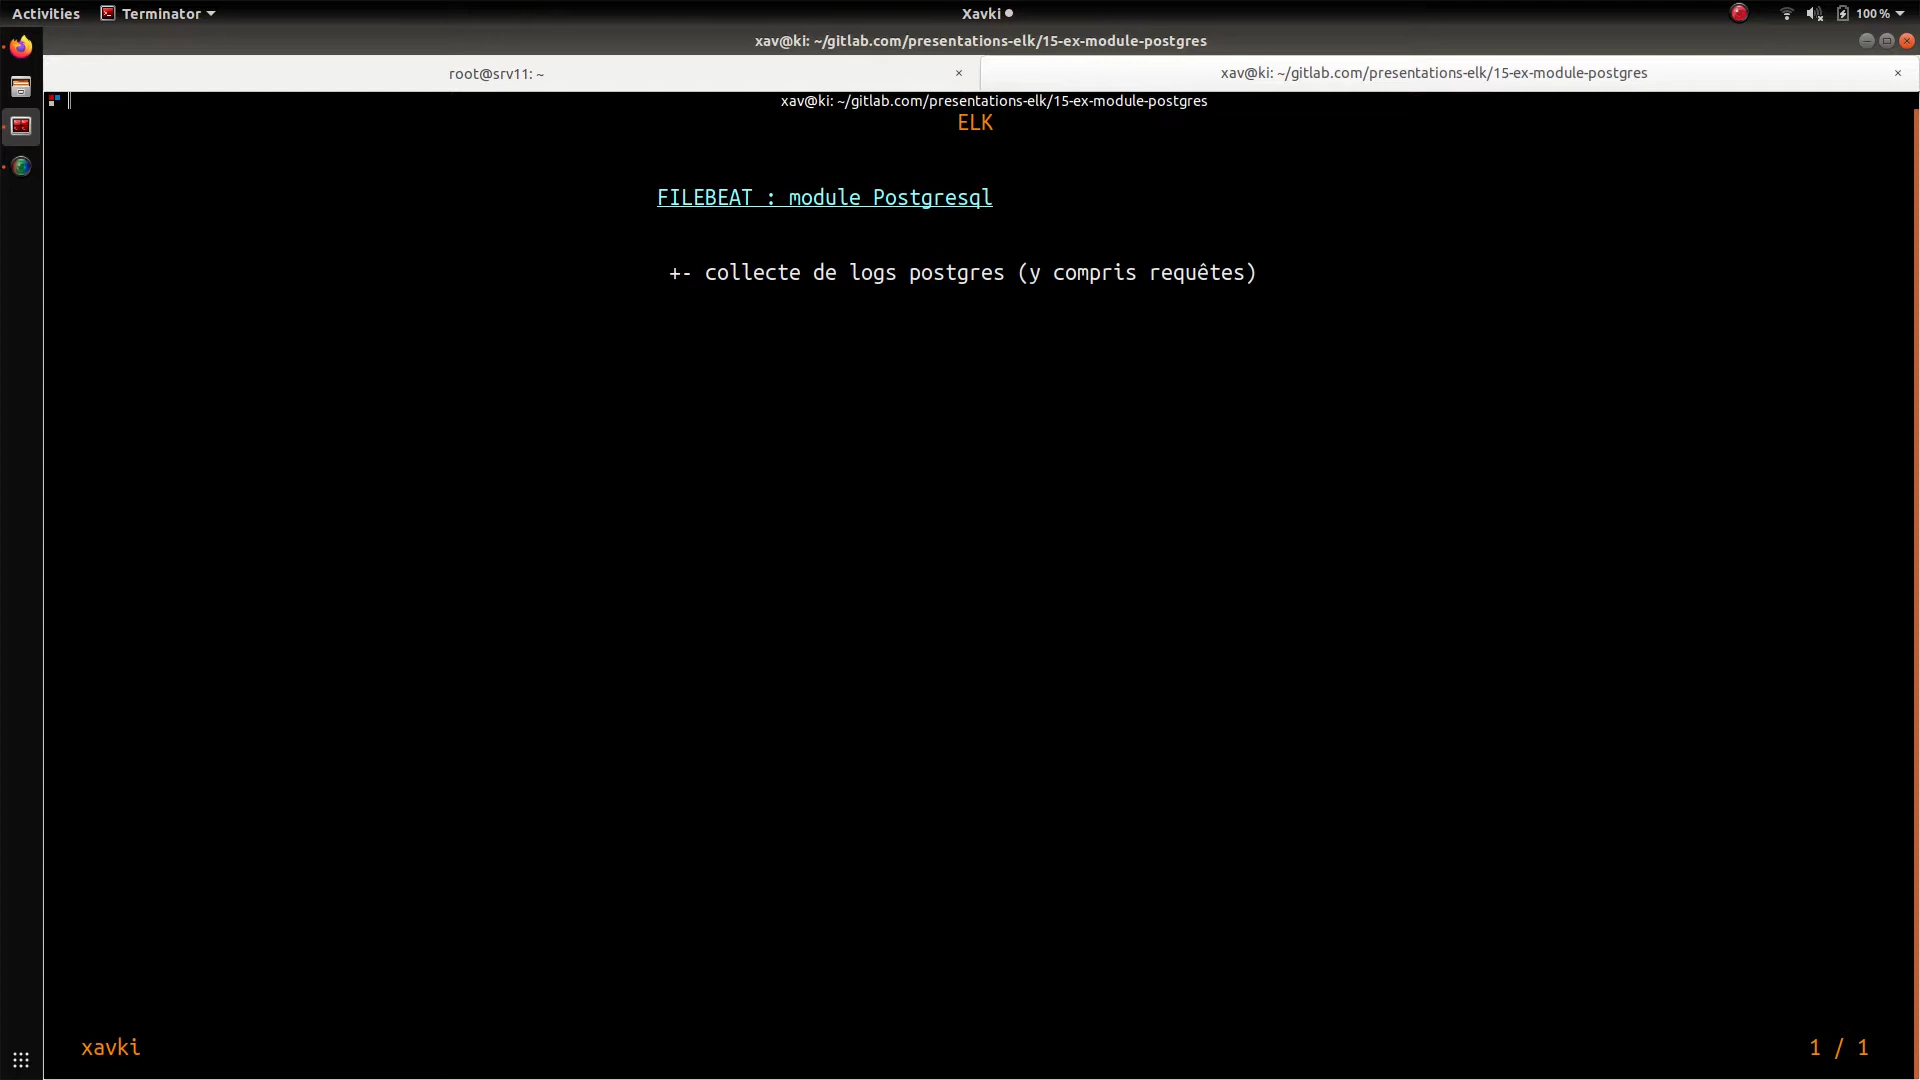 Activities Terminator Xavki 100 %
xav@ki: ~/gitlab.com/presentations-elk/15-ex-module-postgres
root@srv11: ~ × xav@ki: ~/gitlab.com/presentations-elk/15-ex-module-postgres ×
xav@ki: ~/gitlab.com/presentations-elk/15-ex-module-postgres
ELK
FILEBEAT : module Postgresql
+- collecte de logs postgres (y compris requêtes)
xavki 1 / 1